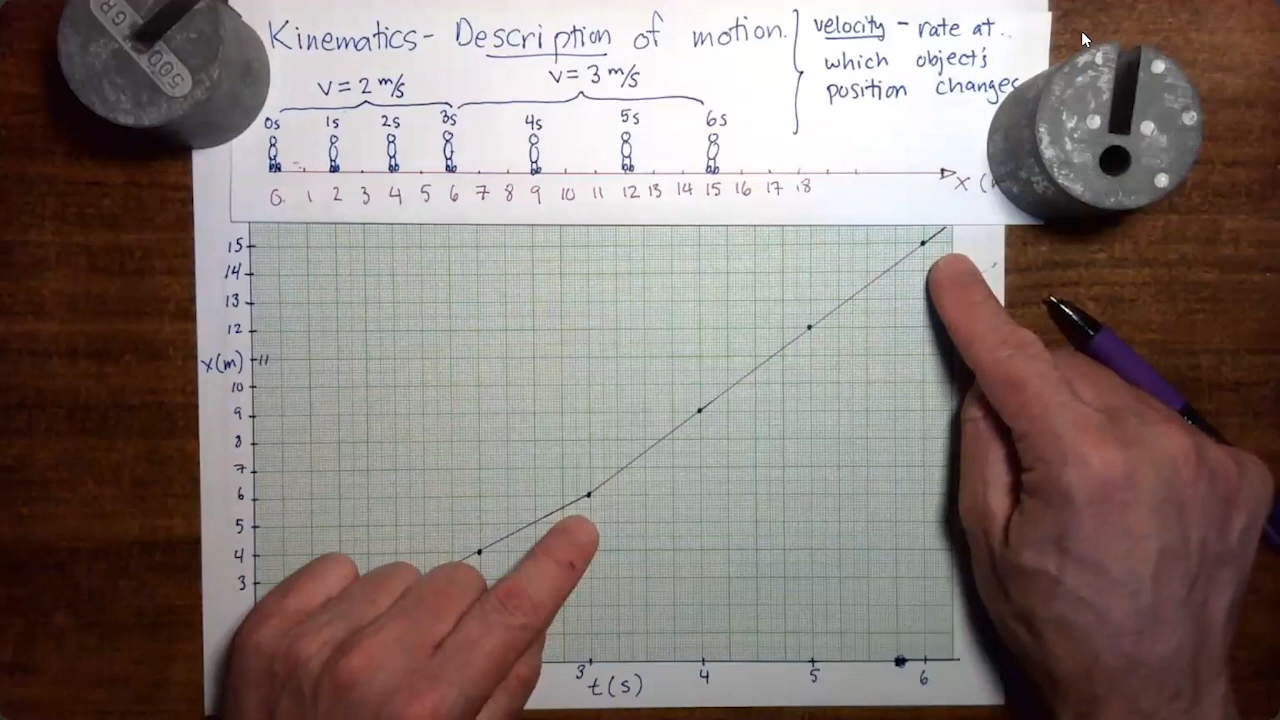 Kinematics - Description of motion.
velocity - rate at..
which object's
position changes
v = 2 m/s
v = 3 m/s
0s 1s 2s 3s 4s 5s 6s
0 1 2 3 4 5 6 7 8 9 10 11 12 13 14 15 16 17 18
x (
500 GR
15
14
13
12
x(m) 11
10
9
8
7
6
5
4
3
3 4 5 6
t(s)